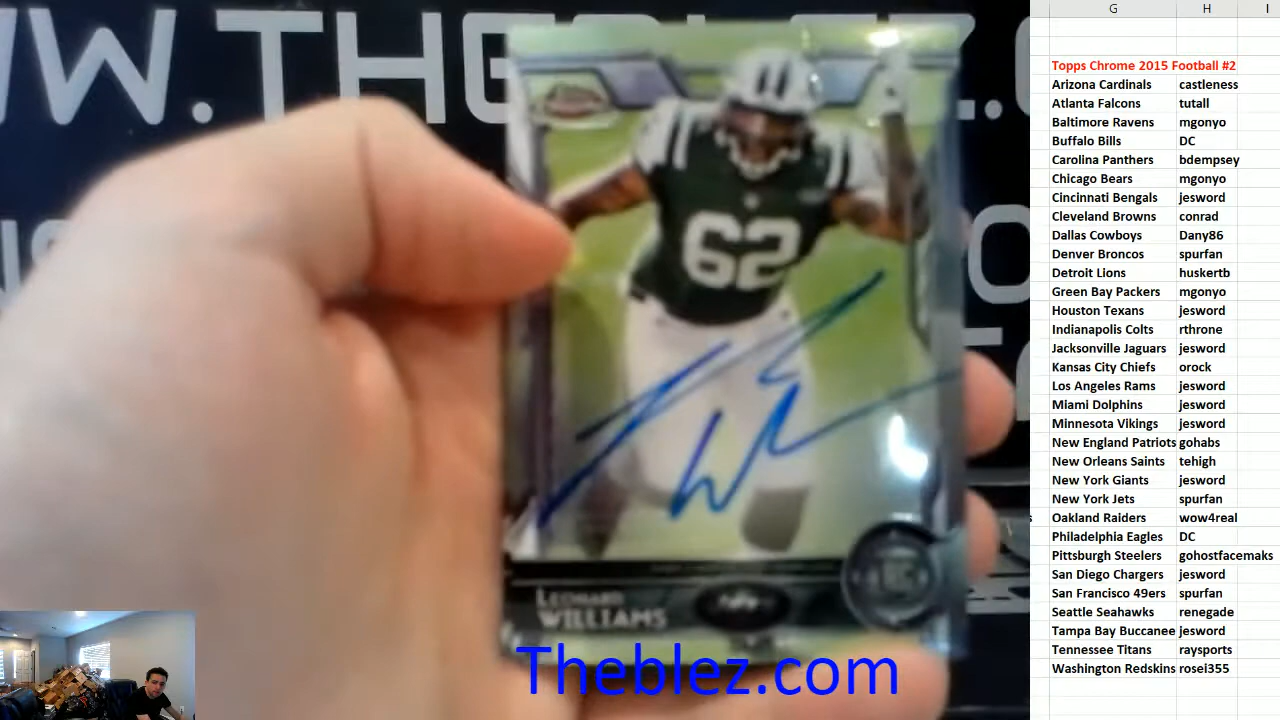 WWW.THEBLEZ.CO
62
LEONARD
WILLIAMS
Theblez.com
G H I
Topps Chrome 2015 Football #2
Arizona Cardinals castleness
Atlanta Falcons tutall
Baltimore Ravens mgonyo
Buffalo Bills DC
Carolina Panthers bdempsey
Chicago Bears mgonyo
Cincinnati Bengals jesword
Cleveland Browns conrad
Dallas Cowboys Dany86
Denver Broncos spurfan
Detroit Lions huskertb
Green Bay Packers mgonyo
Houston Texans jesword
Indianapolis Colts rthrone
Jacksonville Jaguars jesword
Kansas City Chiefs orock
Los Angeles Rams jesword
Miami Dolphins jesword
Minnesota Vikings jesword
New England Patriots gohabs
New Orleans Saints tehigh
New York Giants jesword
New York Jets spurfan
Oakland Raiders wow4real
Philadelphia Eagles DC
Pittsburgh Steelers gohostfacemaks
San Diego Chargers jesword
San Francisco 49ers spurfan
Seattle Seahawks renegade
Tampa Bay Buccanee jesword
Tennessee Titans raysports
Washington Redskins rosei355